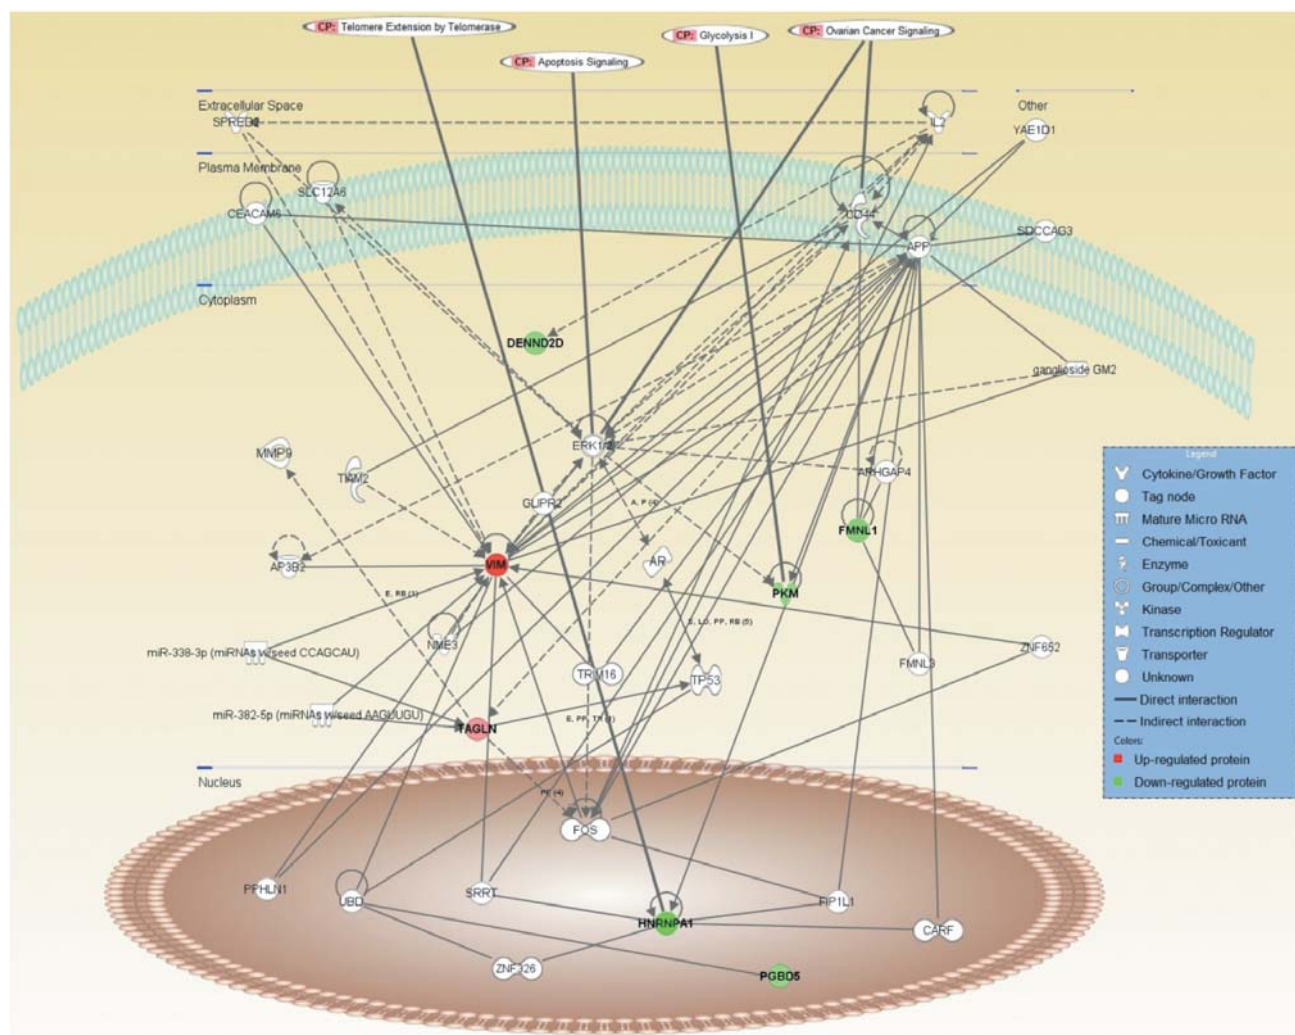 CP: Telomere Extension by Telomerase
CP: Glycolysis I
CP: Ovarian Cancer Signaling
CP: Apoptosis Signaling
Extracellular Space
Other
IL2
YAE1D1
Plasma Membrane
SLC12A6
CEACAM6
CD44
SDCCAG3
APP
Cytoplasm
DENND2D
ganglioside GM2
ERK1/2
MMP9
TIAM2
ARHGAP4
GLIPR2
A, P (4)
FMNL1
AR
VIM
AP3B2
PKM
E, RB (1)
NME3
miR-338-3p (miRNAs w/seed CCAGCAU)
ZNF652
FMNL3
TRIM16
TP53
miR-382-5p (miRNAs w/seed AAGUUGU)
TAGLN
Nucleus
FOS
PPHLN1
UBD
SRRT
FIP1L1
HNRNPA1
CARF
ZNF326
PGBD5
Legend
Cytokine/Growth Factor
Tag node
Mature Micro RNA
Chemical/Toxicant
Enzyme
Group/Complex/Other
Kinase
Transcription Regulator
Transporter
Unknown
Direct interaction
Indirect interaction
Colors:
Up-regulated protein
Down-regulated protein